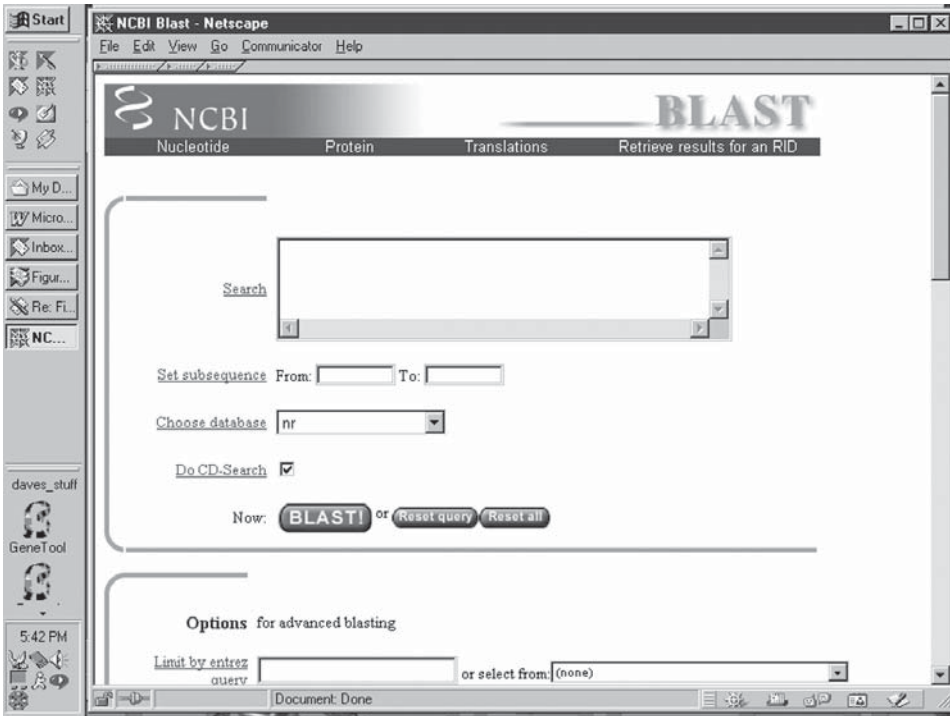 Start
NCBI Blast - Netscape
File Edit View Go Communicator Help
NCBI
BLAST
Nucleotide Protein Translations Retrieve results for an RID
My D...
Micro...
Inbox...
Figur...
Re: Fi...
NC...
Search
Set subsequence From: To:
Choose database nr
Do CD-Search
Now: BLAST! or Reset query Reset all
daves_stuff
GeneTool
Options for advanced blasting
Limit by entrez query or select from: (none)
5:42 PM
Document: Done